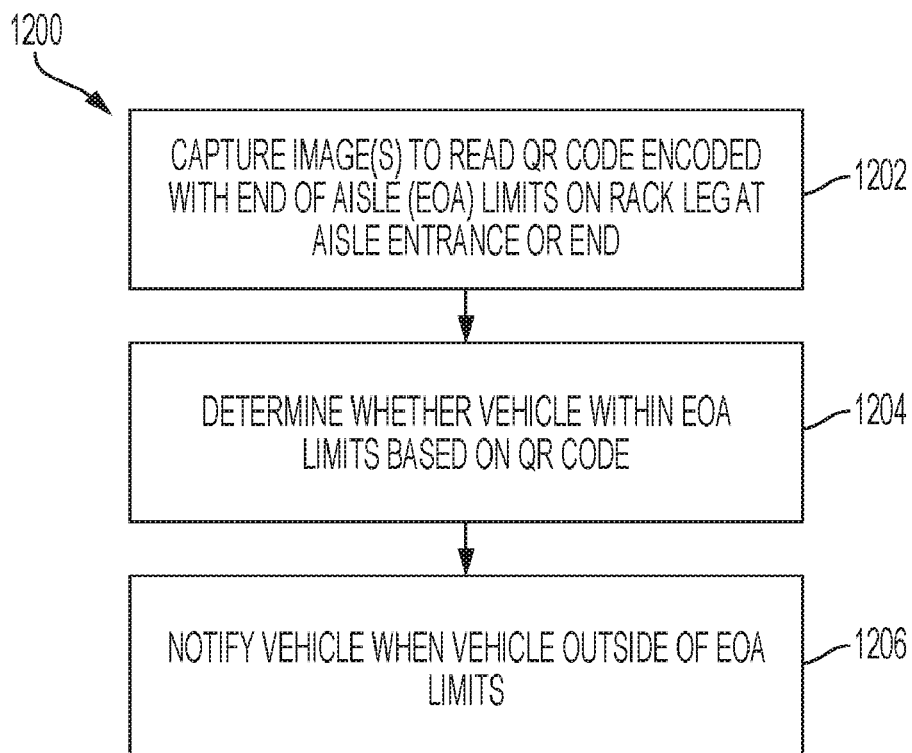 1200
CAPTURE IMAGE(S) TO READ QR CODE ENCODED
WITH END OF AISLE (EOA) LIMITS ON RACK LEG AT
AISLE ENTRANCE OR END
1202
DETERMINE WHETHER VEHICLE WITHIN EOA
LIMITS BASED ON QR CODE
1204
NOTIFY VEHICLE WHEN VEHICLE OUTSIDE OF EOA
LIMITS
1206